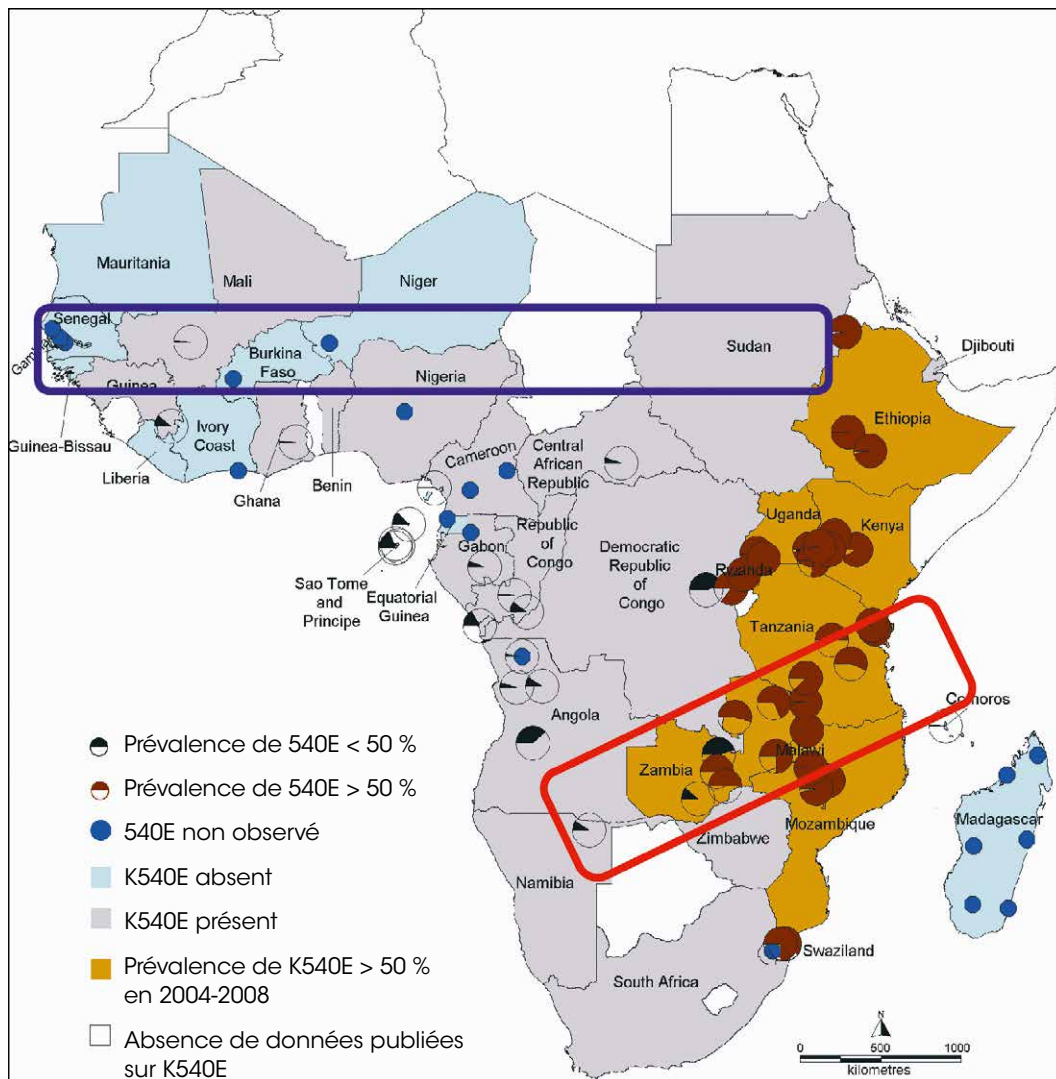 Mauritania
Mali
Niger
Senegal
Gambia
Burkina
Faso
Sudan
Djibouti
Guinea
Nigeria
Guinea-Bissau
Ivory
Coast
Ethiopia
Liberia
Ghana
Benin
Cameroon
Central
African
Republic
Uganda
Kenya
Republic
of
Congo
Gabon
Democratic
Republic
of
Congo
Rwanda
Sao Tome
and
Principe
Equatorial
Guinea
Tanzania
Comoros
Angola
Zambia
Malawi
Mozambique
Madagascar
Zimbabwe
Namibia
Swaziland
South Africa
Prévalence de 540E < 50 %
Prévalence de 540E > 50 %
540E non observé
K540E absent
K540E présent
Prévalence de K540E > 50 %
en 2004-2008
Absence de données publiées
sur K540E
N
0 500 1000
kilometres